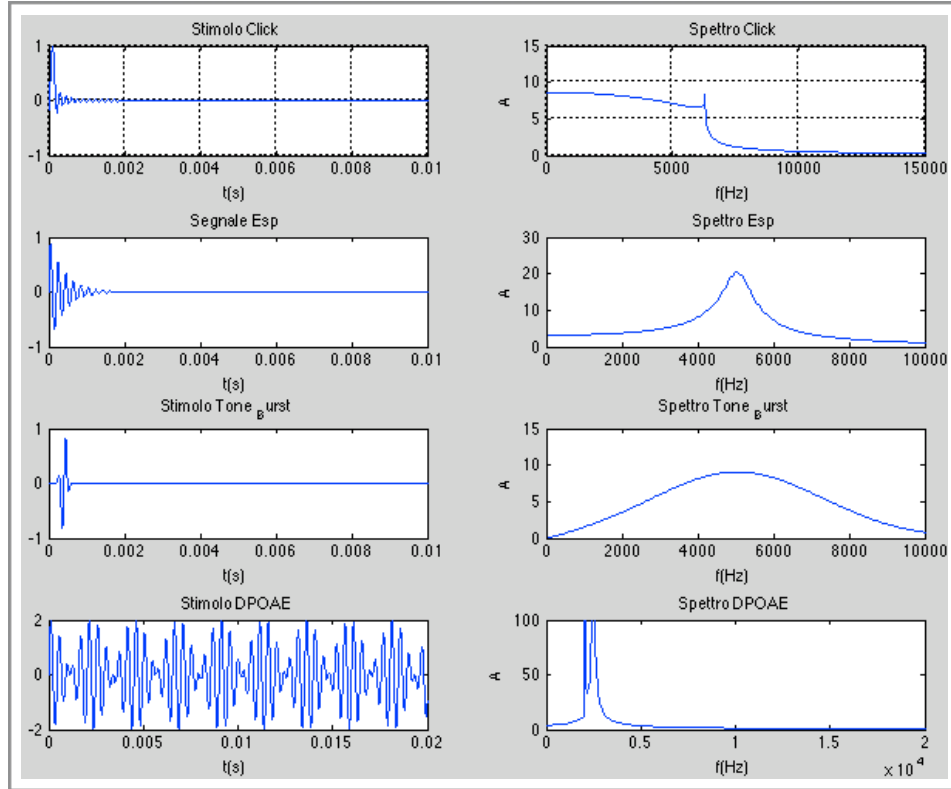 Stimolo Click
1
0
-1
0 0.002 0.004 0.006 0.008 0.01
t(s)
Spettro Click
15
10
5
0
A
0 5000 10000 15000
f(Hz)
Segnale Esp
1
0
-1
0 0.002 0.004 0.006 0.008 0.01
t(s)
Spettro Esp
30
20
10
0
A
0 2000 4000 6000 8000 10000
f(Hz)
Stimolo Tone B urst
1
0
-1
0 0.002 0.004 0.006 0.008 0.01
t(s)
Spettro Tone B urst
15
10
5
0
A
0 2000 4000 6000 8000 10000
f(Hz)
Stimolo DPOAE
2
0
-2
0 0.005 0.01 0.015 0.02
t(s)
Spettro DPOAE
100
50
0
A
0 0.5 1 1.5 2
f(Hz)
x 10^4